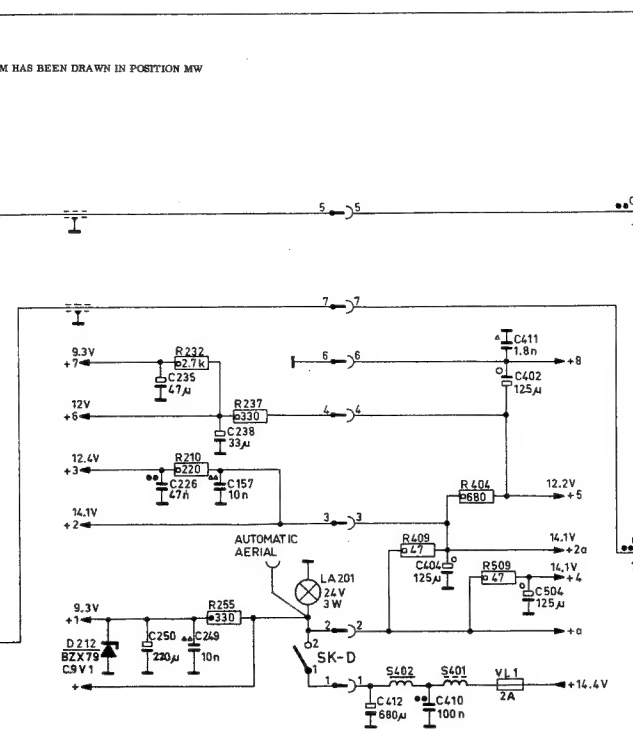 M HAS BEEN DRAWN IN POSITION MW
5 5
7 7
9.3V
+7
R232
2.7k
C235
47µ
6 6
C411
1.8n
+8
C402
125µ
12V
+6
R237
330
4 4
C238
33µ
12.4V
+3
R210
220
C226
47n
C157
10n
R404
680
12.2V
+5
14.1V
+2
3 3
AUTOMATIC
AERIAL
R409
47
14.1V
+2a
C404
125µ
R509
47
14.1V
+4
C504
125µ
LA201
24V
3W
9.3V
+1
R255
330
2 2
+a
D212
BZX79
C9V1
C250
220µ
C249
10n
2
SK-D
1
+
1 1
S402
S401
VL1
2A
+14.4V
C412
680µ
C410
100n